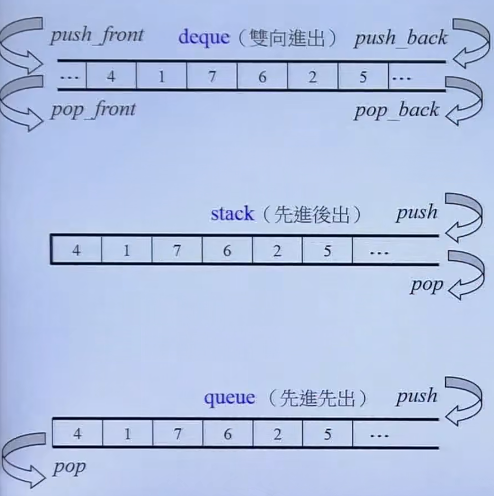 push_front deque（雙向進出） push_back
... 4 1 7 6 2 5 ...
pop_front pop_back
stack（先進後出） push
4 1 7 6 2 5 ...
pop
queue （先進先出） push
4 1 7 6 2 5 ...
pop